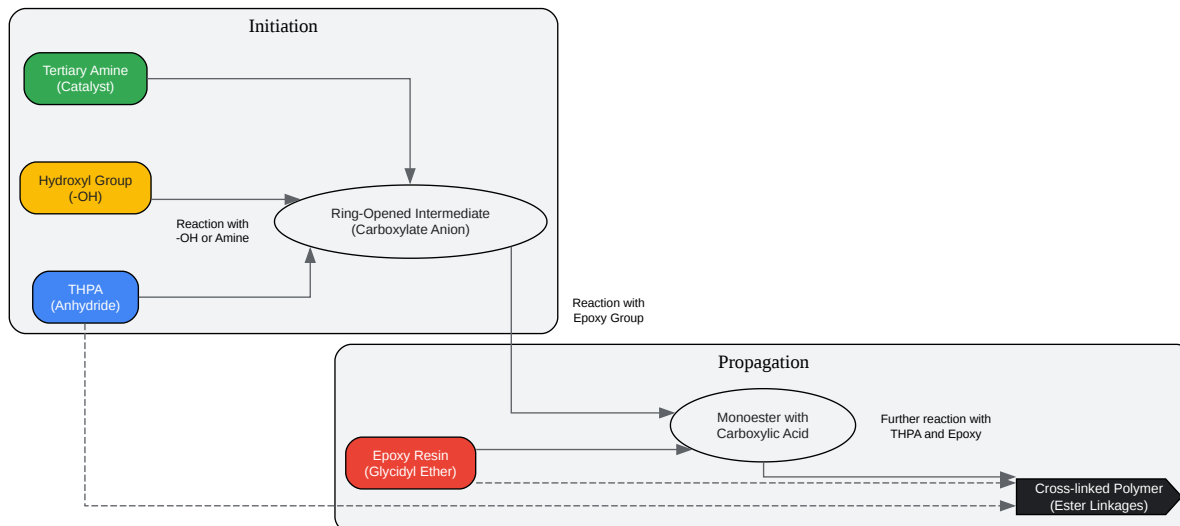 Initiation
Tertiary Amine
(Catalyst)
Hydroxyl Group
(-OH)
Reaction with
-OH or Amine
Ring-Opened Intermediate
(Carboxylate Anion)
THPA
(Anhydride)
Reaction with
Epoxy Group
Propagation
Monoester with
Carboxylic Acid
Further reaction with
THPA and Epoxy
Epoxy Resin
(Glycidyl Ether)
Cross-linked Polymer
(Ester Linkages)